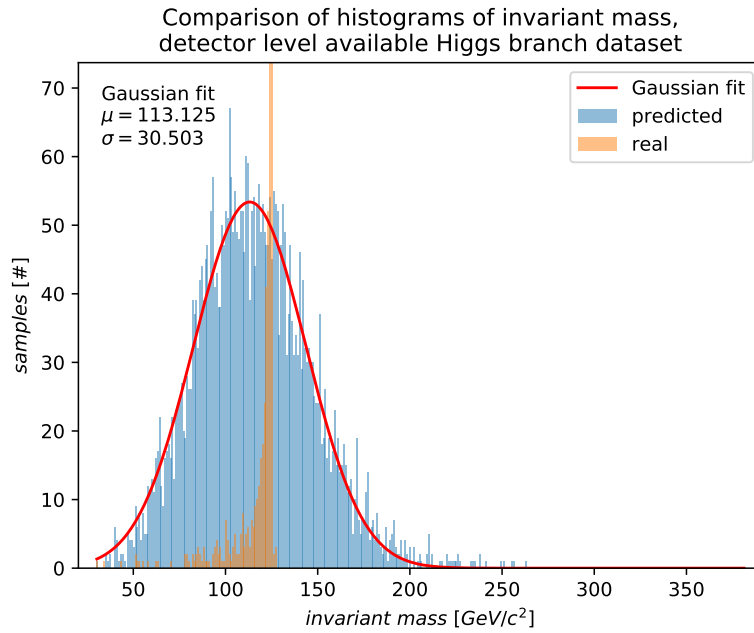 Comparison of histograms of invariant mass,
detector level available Higgs branch dataset
Gaussian fit
μ = 113.125
σ = 30.503
Gaussian fit
predicted
real
samples [#]
70
60
50
40
30
20
10
0
50 100 150 200 250 300 350
invariant mass [GeV/c²]